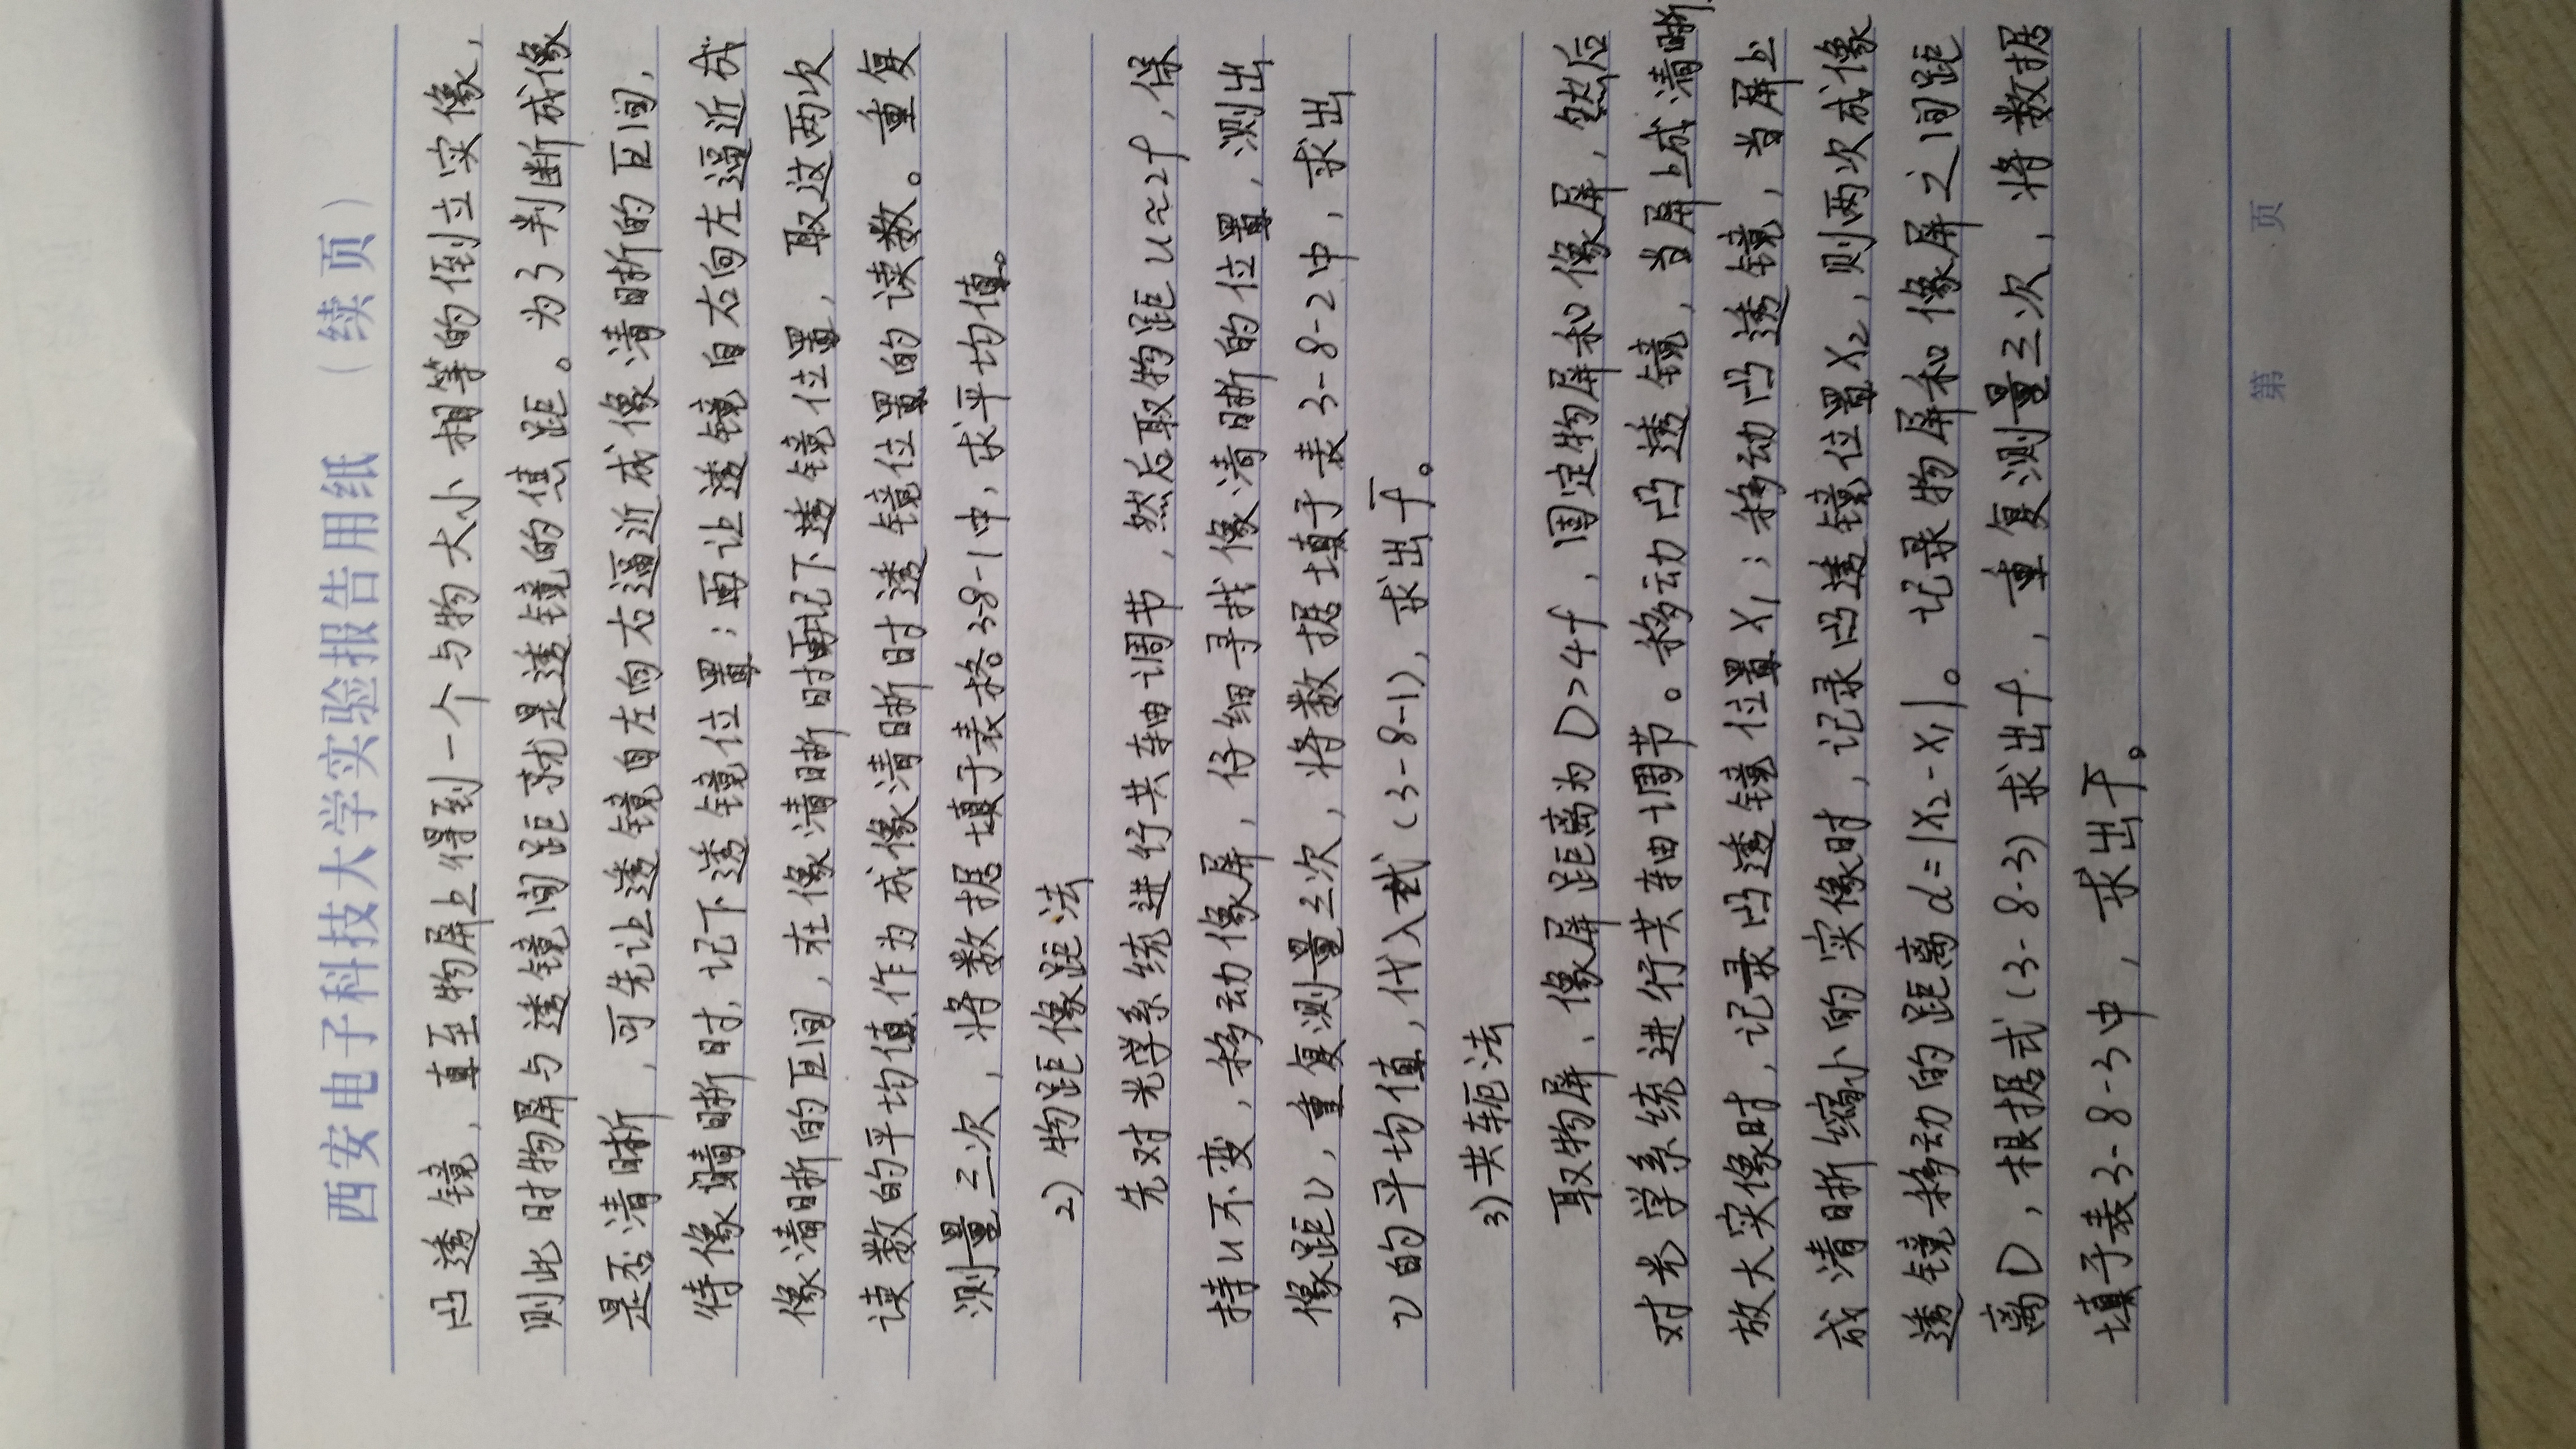 西安电子科技大学实验报告用纸 （续页）
凸透镜，直至物屏上得到一个与物大小相等的倒立实像，
则此时物屏与透镜间距就是透镜的焦距。为了判断成像
是否清晰，可先让透镜自左向右逼近成像清晰的区间，
待像清晰时，记下透镜位置；再让透镜自右向左逼近成
像清晰的区间，在像清晰时再记下透镜位置，取这两次
读数的平均值作为成像清晰时透镜位置的读数。重复
测量三次，将数据填于表格3-8-1中，求平均值。
2）物距像距法
先对光学系统进行共轴调节，然后取物距u≈2f，保
持u不变，移动像屏，仔细寻找像清晰的位置，测出
像距v，重复测量三次，将数据填于表3-8-2中，求出
v的平均值，代入式(3-8-1)，求出f̄。
3）共轭法
取物屏、像屏距离为D>4f，固定物屏和像屏，然后
对光学系统进行共轴调节。移动凸透镜，当屏上成清晰
放大实像时，记录凸透镜位置X₁；移动凸透镜，当屏上
成清晰缩小的实像时，记录凸透镜位置X₂，则两次成像
透镜移动的距离d=|X₂-X₁|。记录物屏和像屏之间距
离D，根据式(3-8-3)求出f，重复测量三次，将数据
填于表3-8-3中，求出f̄。
第 页